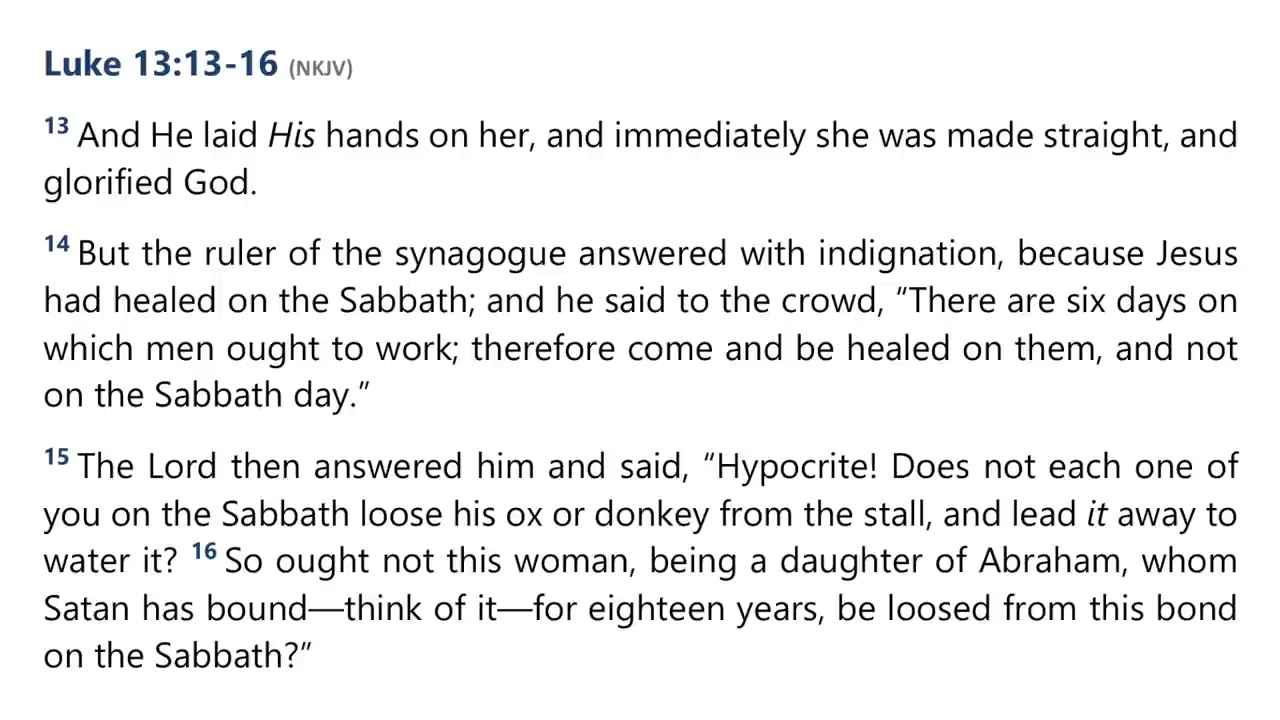 Luke 13:13-16 (NKJV)
13 And He laid His hands on her, and immediately she was made straight, and
glorified God.
14 But the ruler of the synagogue answered with indignation, because Jesus
had healed on the Sabbath; and he said to the crowd, “There are six days on
which men ought to work; therefore come and be healed on them, and not
on the Sabbath day.”
15 The Lord then answered him and said, “Hypocrite! Does not each one of
you on the Sabbath loose his ox or donkey from the stall, and lead it away to
water it? 16 So ought not this woman, being a daughter of Abraham, whom
Satan has bound—think of it—for eighteen years, be loosed from this bond
on the Sabbath?”